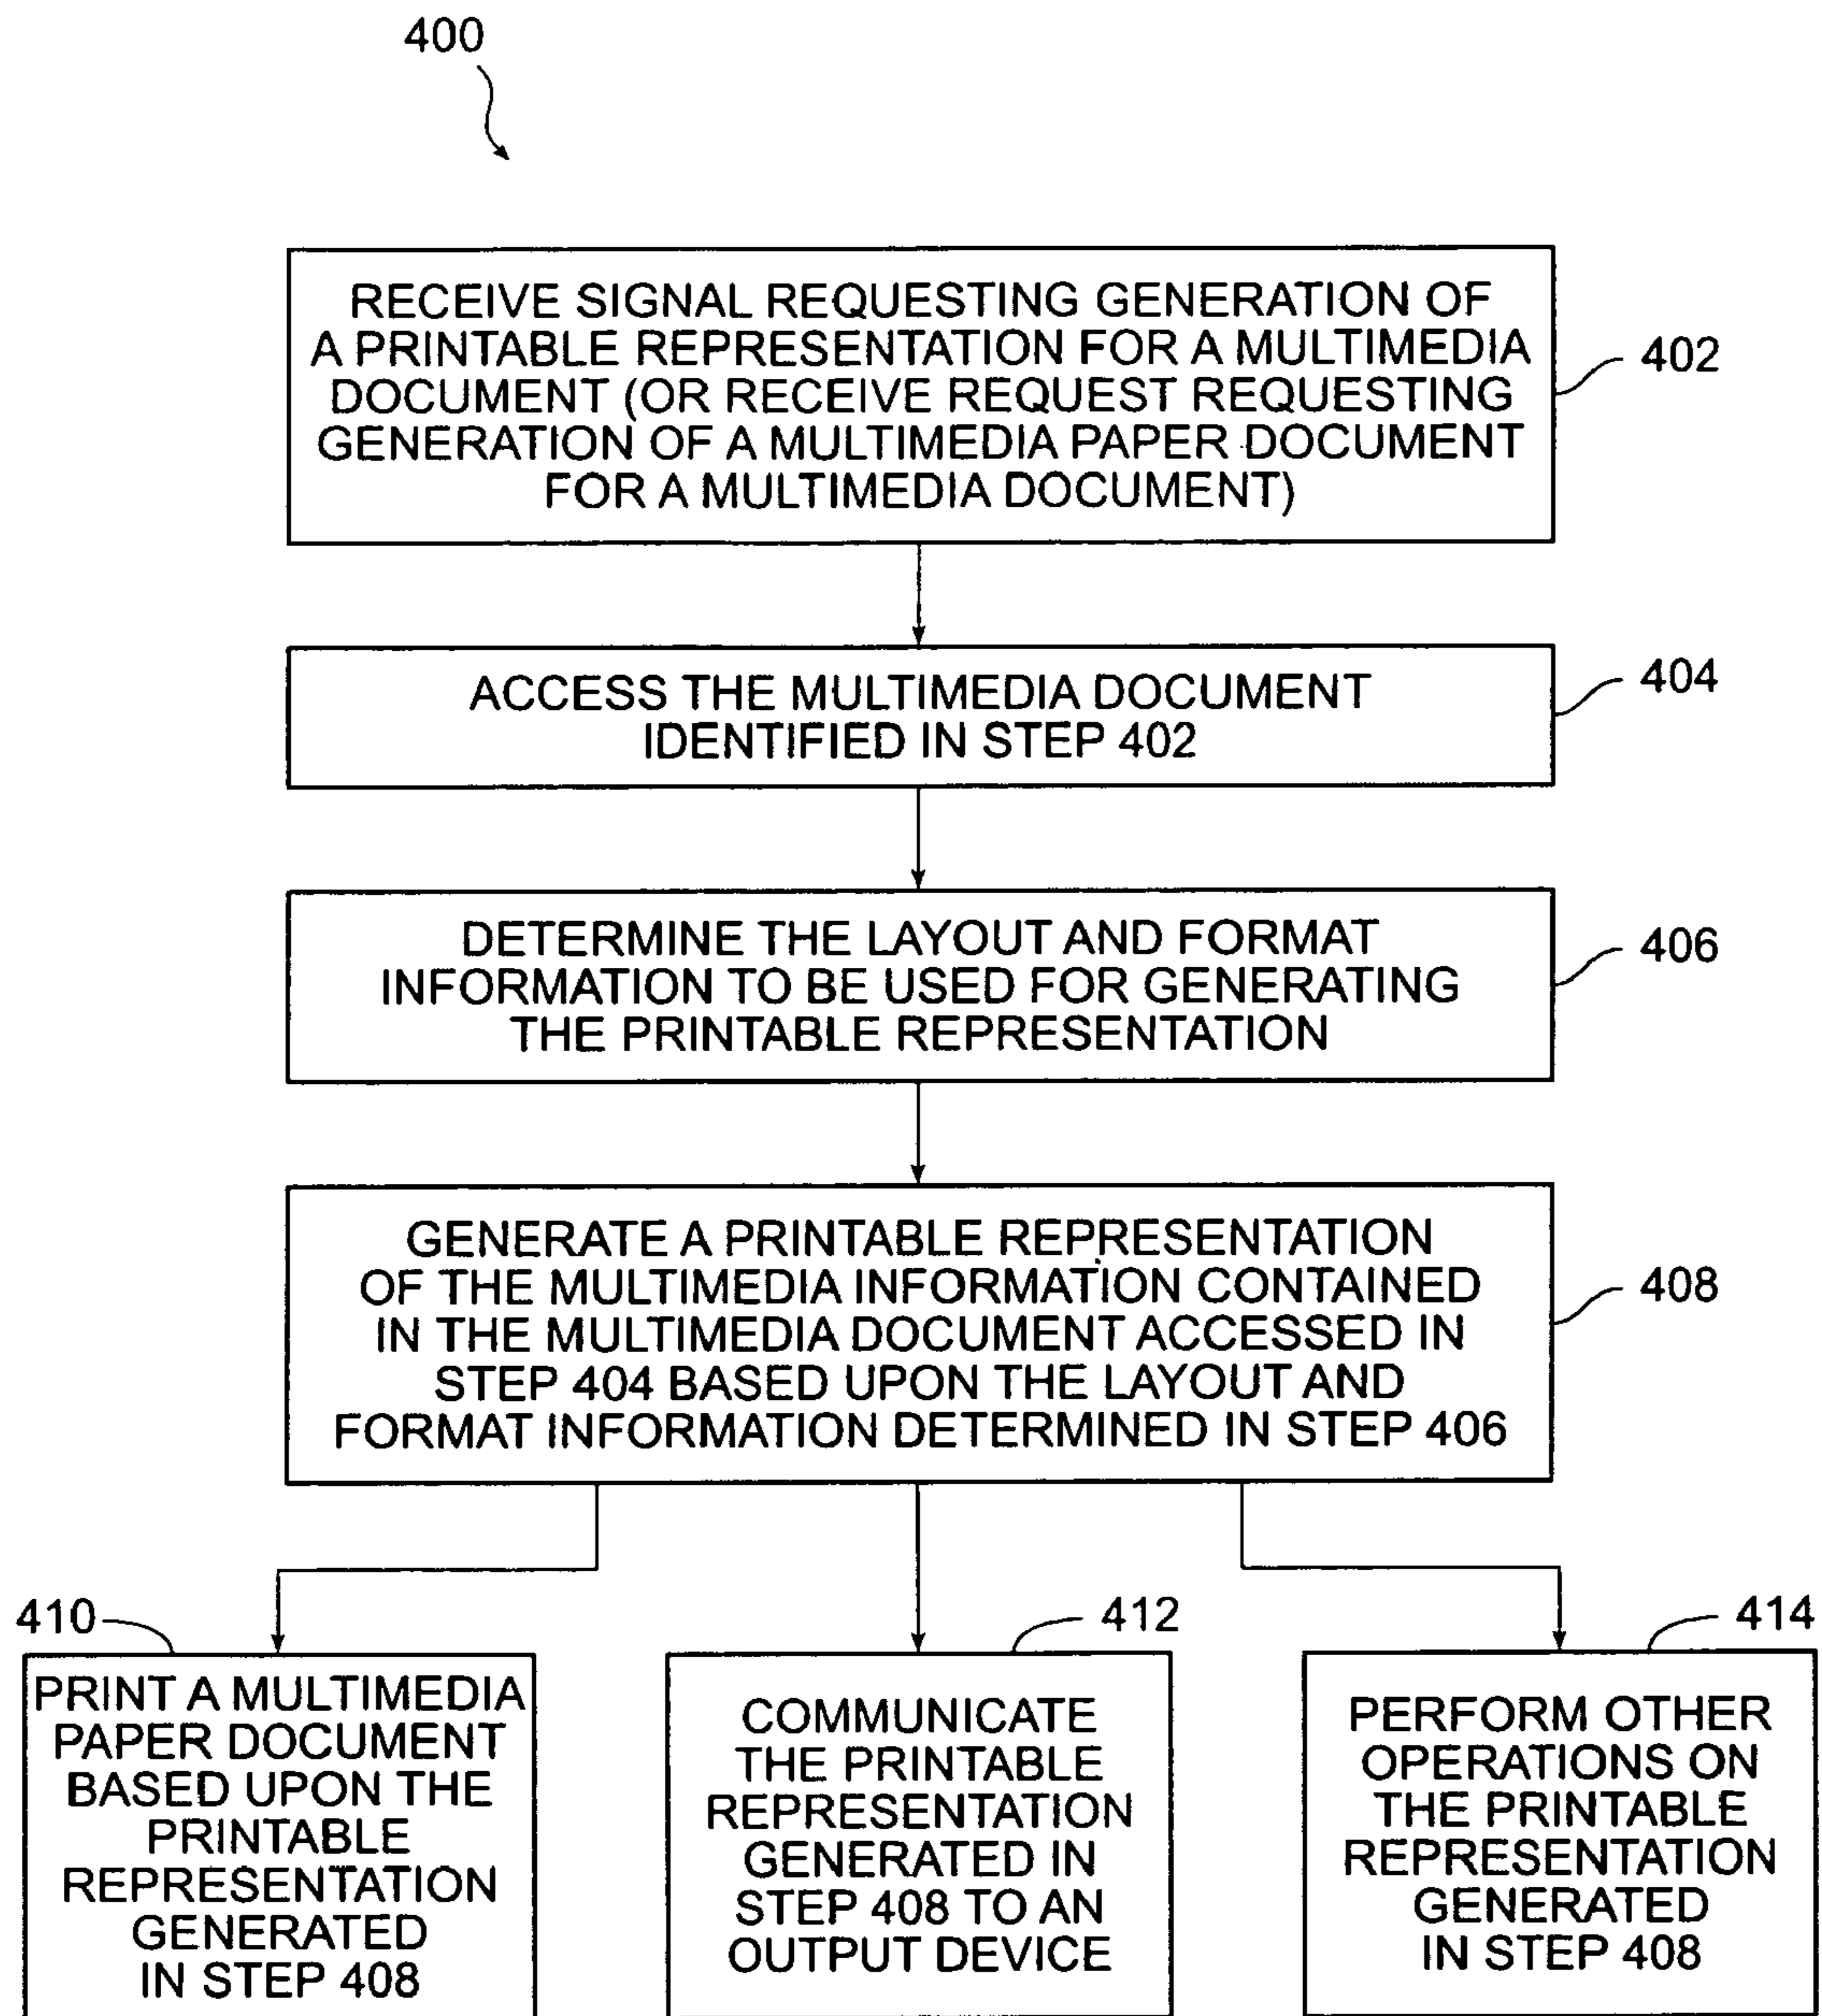 400
RECEIVE SIGNAL REQUESTING GENERATION OF
A PRINTABLE REPRESENTATION FOR A MULTIMEDIA
DOCUMENT (OR RECEIVE REQUEST REQUESTING
GENERATION OF A MULTIMEDIA PAPER DOCUMENT
FOR A MULTIMEDIA DOCUMENT)
402
ACCESS THE MULTIMEDIA DOCUMENT
IDENTIFIED IN STEP 402
404
DETERMINE THE LAYOUT AND FORMAT
INFORMATION TO BE USED FOR GENERATING
THE PRINTABLE REPRESENTATION
406
GENERATE A PRINTABLE REPRESENTATION
OF THE MULTIMEDIA INFORMATION CONTAINED
IN THE MULTIMEDIA DOCUMENT ACCESSED IN
STEP 404 BASED UPON THE LAYOUT AND
FORMAT INFORMATION DETERMINED IN STEP 406
408
410
PRINT A MULTIMEDIA
PAPER DOCUMENT
BASED UPON THE
PRINTABLE
REPRESENTATION
GENERATED
IN STEP 408
412
COMMUNICATE
THE PRINTABLE
REPRESENTATION
GENERATED IN
STEP 408 TO AN
OUTPUT DEVICE
414
PERFORM OTHER
OPERATIONS ON
THE PRINTABLE
REPRESENTATION
GENERATED
IN STEP 408